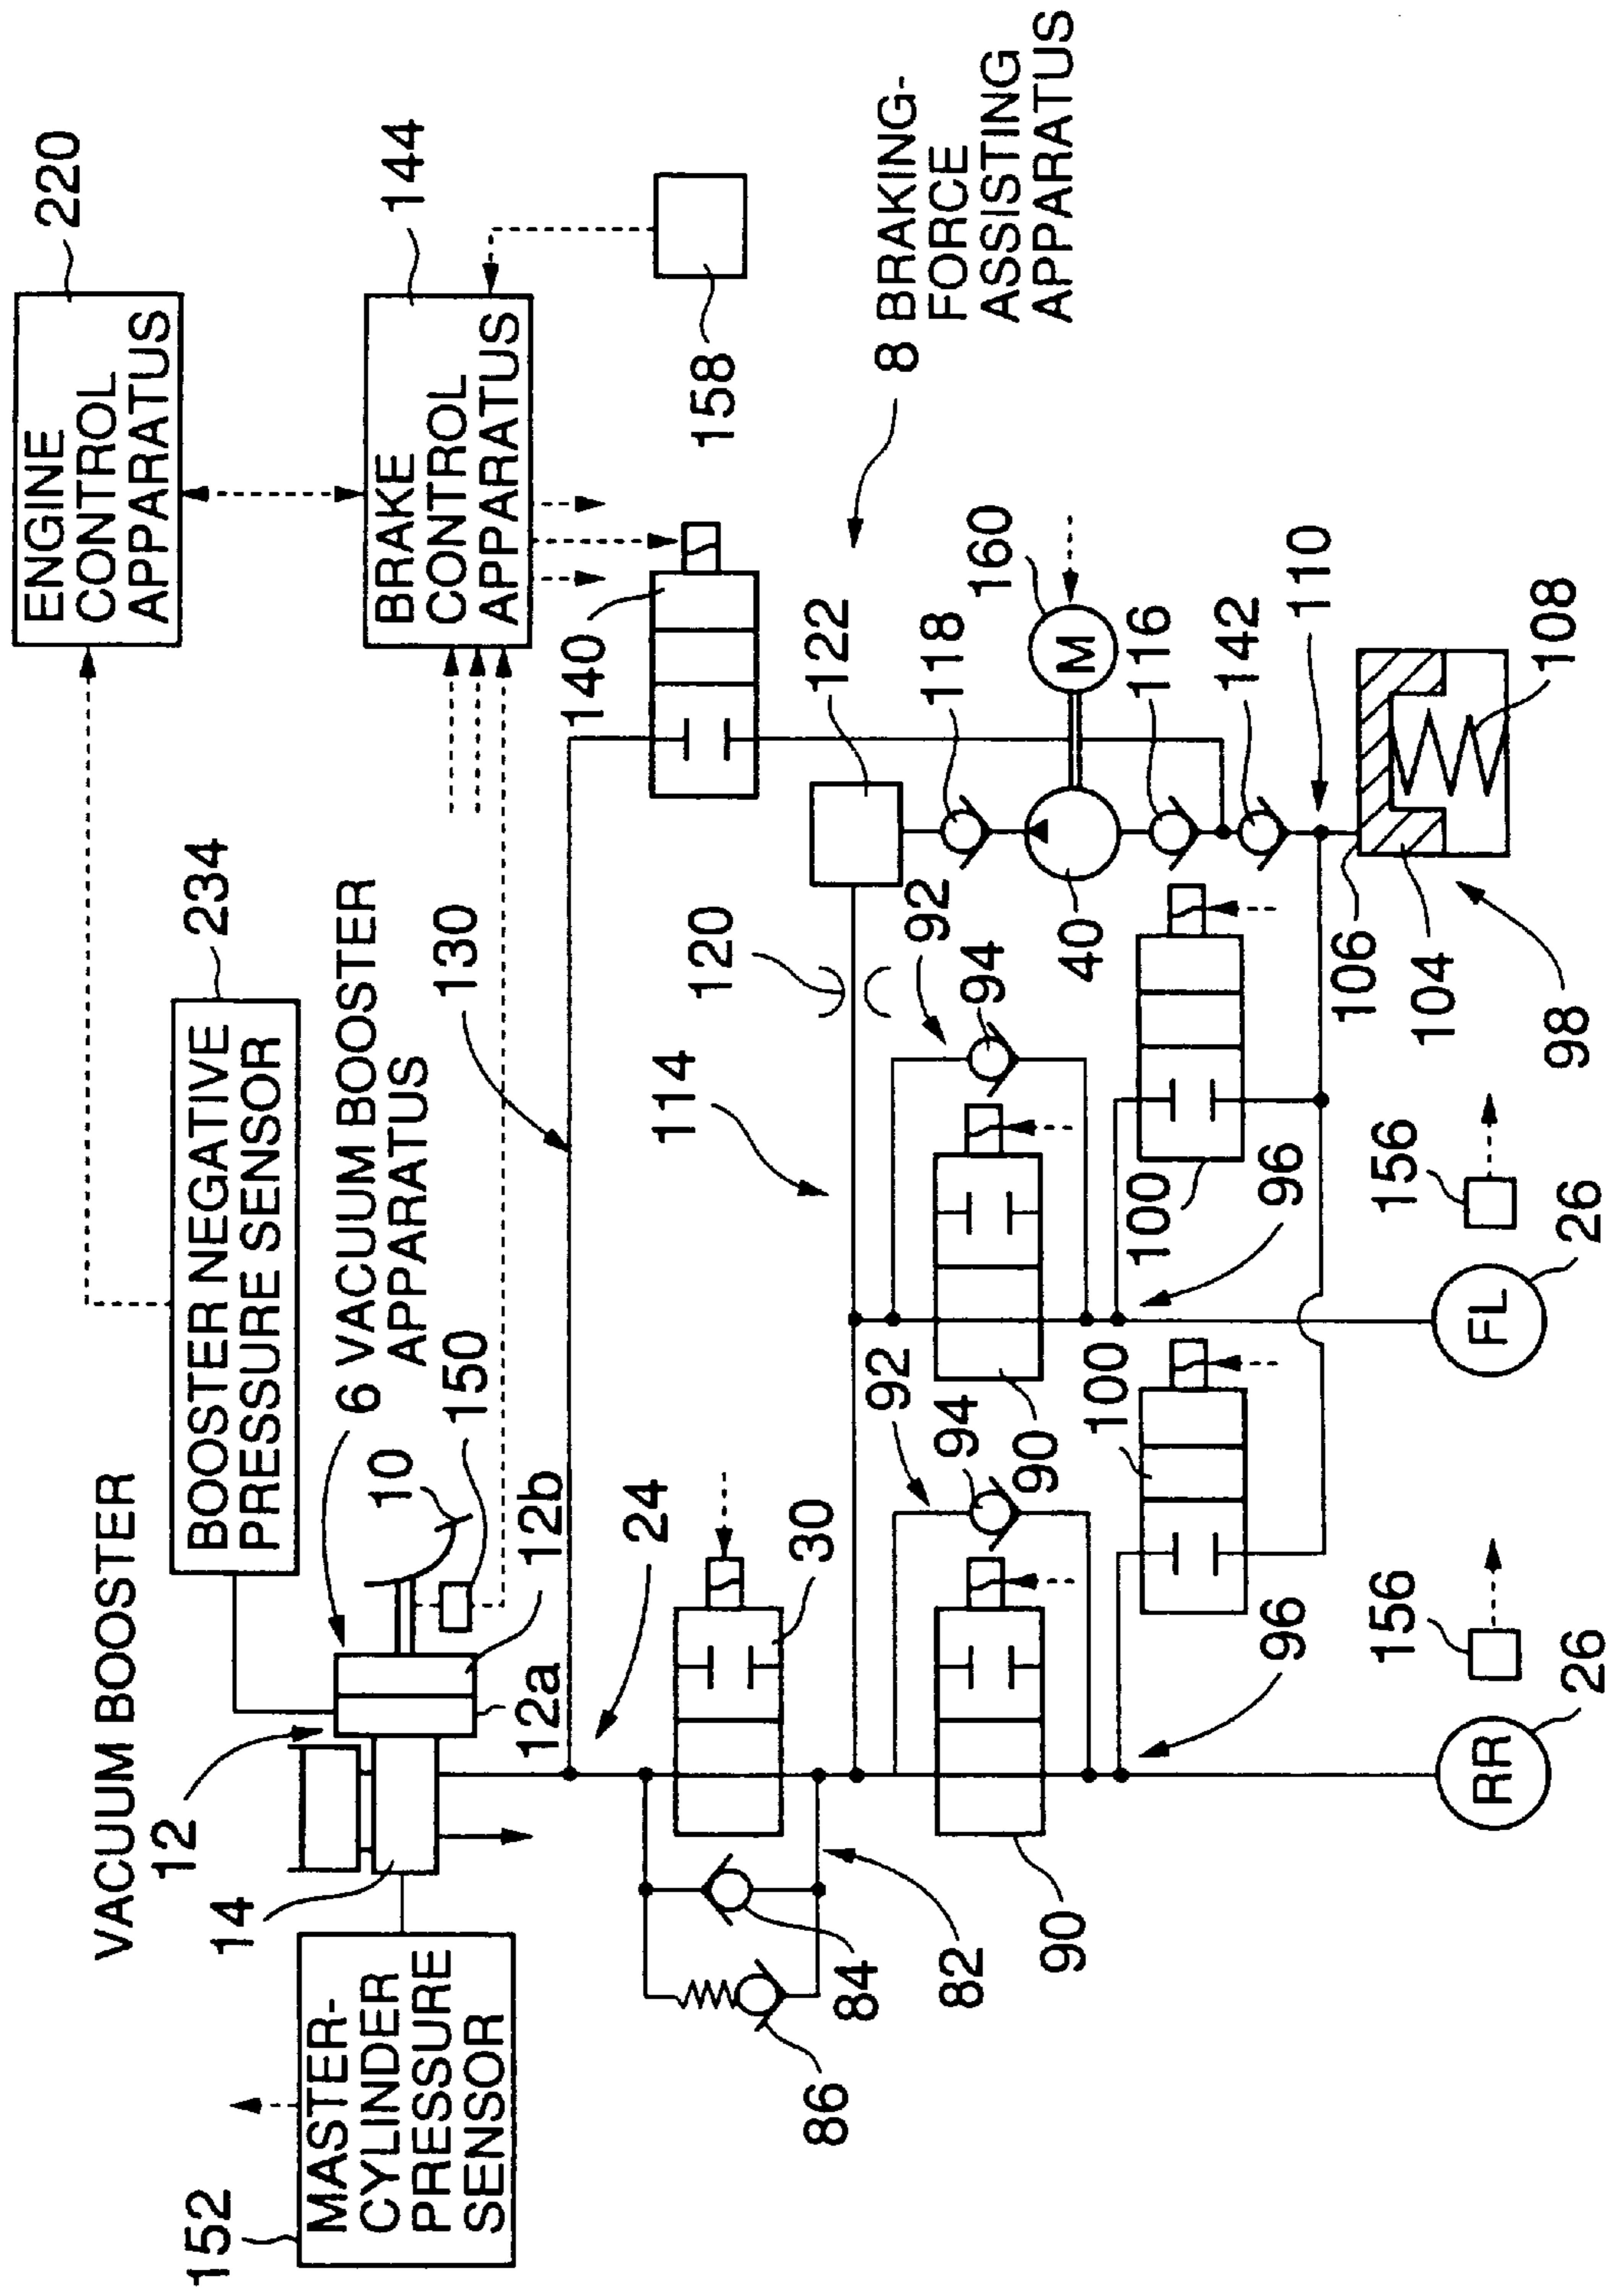 ENGINE
CONTROL
APPARATUS
220
BRAKE
CONTROL
APPARATUS
144
158
BOOSTER NEGATIVE
PRESSURE SENSOR
234
VACUUM BOOSTER
12
6 VACUUM BOOSTER
APPARATUS
10
150
12b
12a
14
MASTER-
CYLINDER
PRESSURE
SENSOR
152
130
140
8 BRAKING-
FORCE
ASSISTING
APPARATUS
24
30
84
86
82
114
120
122
118
160
M
40
116
142
110
108
106
104
98
92
94
90
92
94
90
100
96
100
96
156
26
FL
156
26
RR